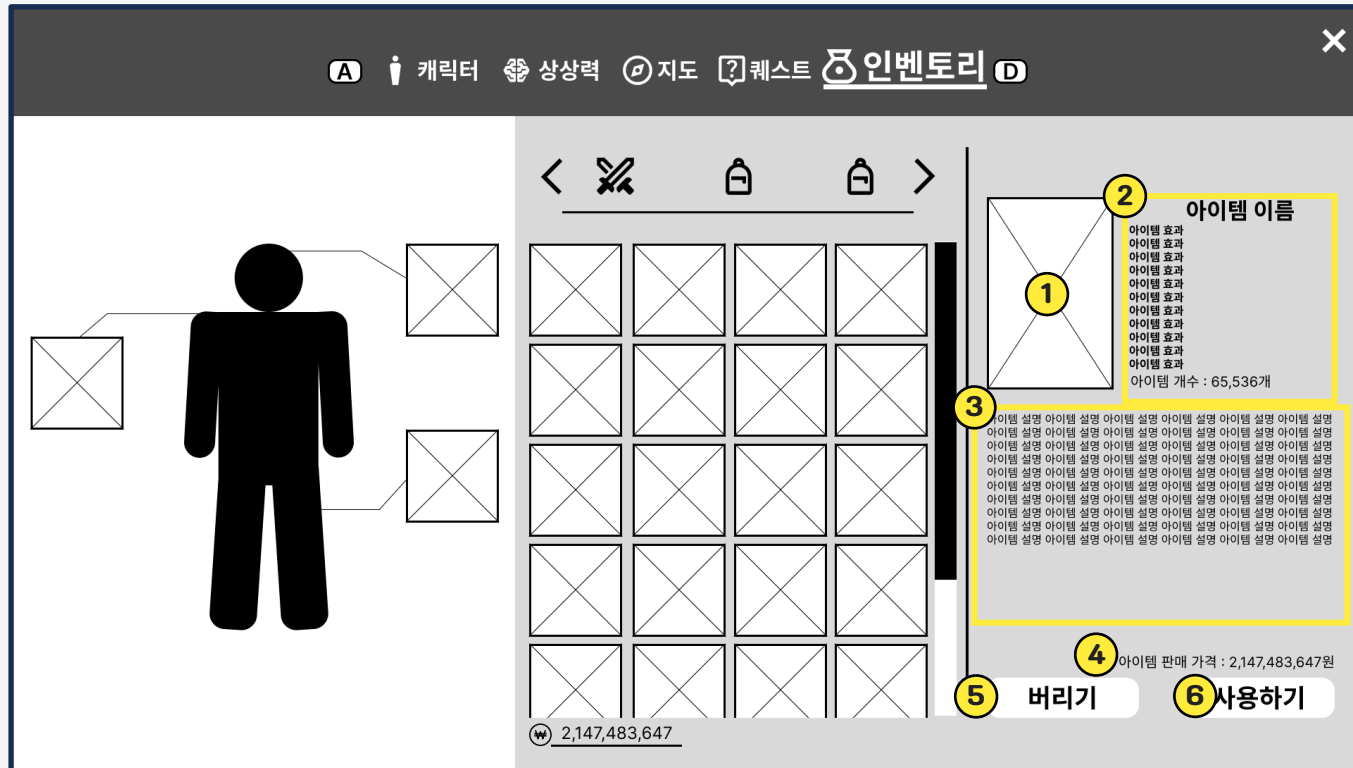 A 캐릭터 상상력 지도 ? 퀘스트 인벤토리 D
2
아이템 이름
아이템 효과
아이템 효과
아이템 효과
아이템 효과
아이템 효과
아이템 효과
아이템 효과
아이템 효과
아이템 효과
아이템 효과
아이템 효과
아이템 개수 : 65,536개
1
3
아이템 설명 아이템 설명 아이템 설명 아이템 설명 아이템 설명 아이템 설명
아이템 설명 아이템 설명 아이템 설명 아이템 설명 아이템 설명 아이템 설명
아이템 설명 아이템 설명 아이템 설명 아이템 설명 아이템 설명 아이템 설명
아이템 설명 아이템 설명 아이템 설명 아이템 설명 아이템 설명 아이템 설명
아이템 설명 아이템 설명 아이템 설명 아이템 설명 아이템 설명 아이템 설명
아이템 설명 아이템 설명 아이템 설명 아이템 설명 아이템 설명 아이템 설명
아이템 설명 아이템 설명 아이템 설명 아이템 설명 아이템 설명 아이템 설명
아이템 설명 아이템 설명 아이템 설명 아이템 설명 아이템 설명 아이템 설명
아이템 설명 아이템 설명 아이템 설명 아이템 설명 아이템 설명 아이템 설명
아이템 설명 아이템 설명 아이템 설명 아이템 설명 아이템 설명 아이템 설명
4 아이템 판매 가격 : 2,147,483,647원
5 버리기
6 사용하기
₩ 2,147,483,647